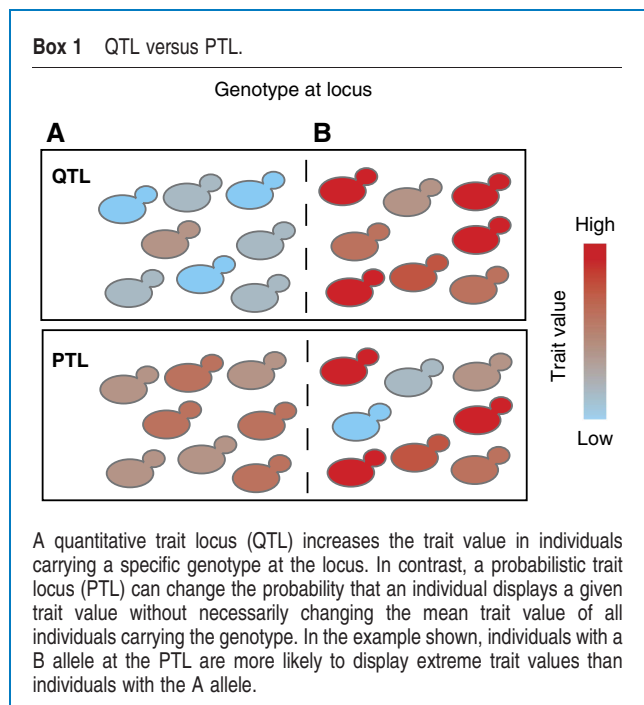 Box 1 QTL versus PTL.
Genotype at locus
A B
QTL
High
Trait value
Low
PTL
A quantitative trait locus (QTL) increases the trait value in individuals
carrying a specific genotype at the locus. In contrast, a probabilistic trait
locus (PTL) can change the probability that an individual displays a given
trait value without necessarily changing the mean trait value of all
individuals carrying the genotype. In the example shown, individuals with a
B allele at the PTL are more likely to display extreme trait values than
individuals with the A allele.